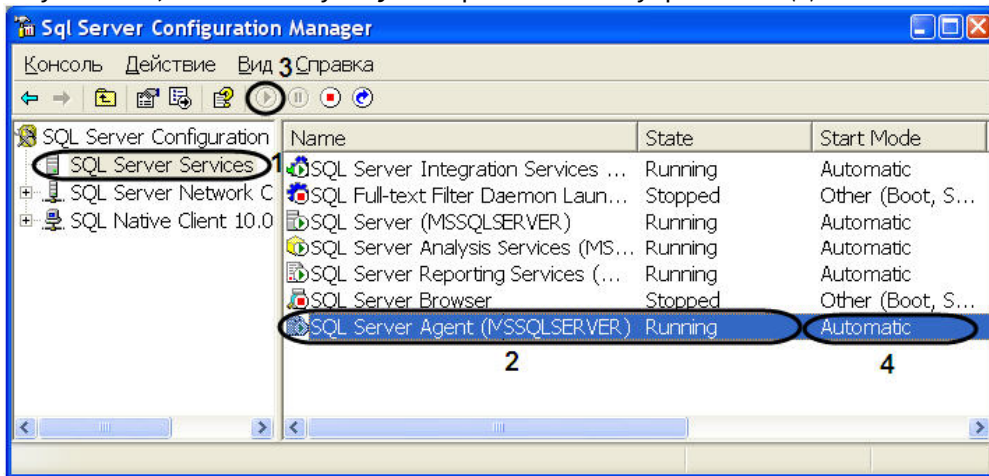 Sql Server Configuration Manager
Консоль Действие Вид 3 Справка
SQL Server Configuration
SQL Server Services 1
SQL Server Network C
SQL Native Client 10.0
Name State Start Mode
SQL Server Integration Services ... Running Automatic
SQL Full-text Filter Daemon Laun... Stopped Other (Boot, S...
SQL Server (MSSQLSERVER) Running Automatic
SQL Server Analysis Services (MS... Running Automatic
SQL Server Reporting Services (... Running Automatic
SQL Server Browser Stopped Other (Boot, S...
SQL Server Agent (MSSQLSERVER) Running Automatic
2 4